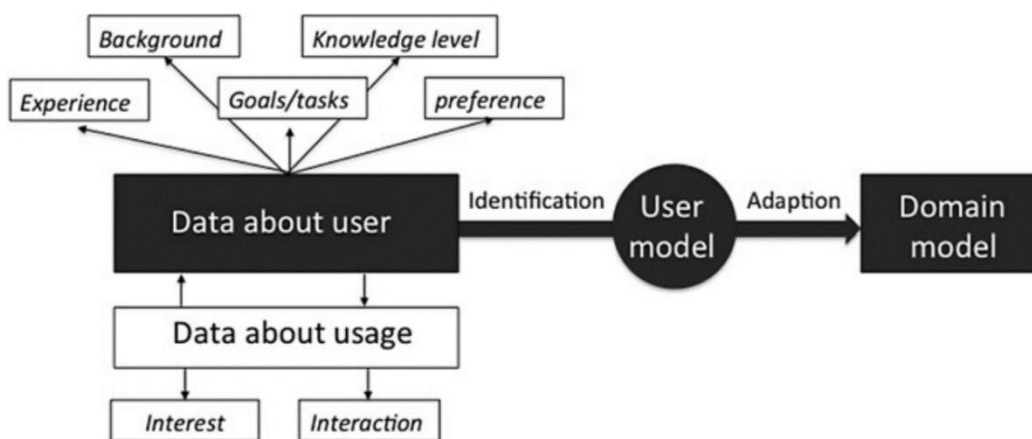 Background
Knowledge level
Experience
Goals/tasks
preference
Data about user
Identification
User
model
Adaption
Domain
model
Data about usage
Interest
Interaction